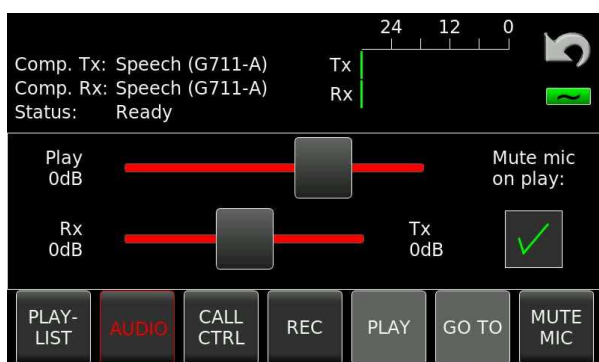 24 12 0
Comp. Tx: Speech (G711-A) Tx
Comp. Rx: Speech (G711-A) Rx
Status: Ready
Play
0dB
Mute mic
on play:
Rx
0dB
Tx
0dB
PLAY-
LIST
AUDIO
CALL
CTRL
REC
PLAY
GO TO
MUTE
MIC